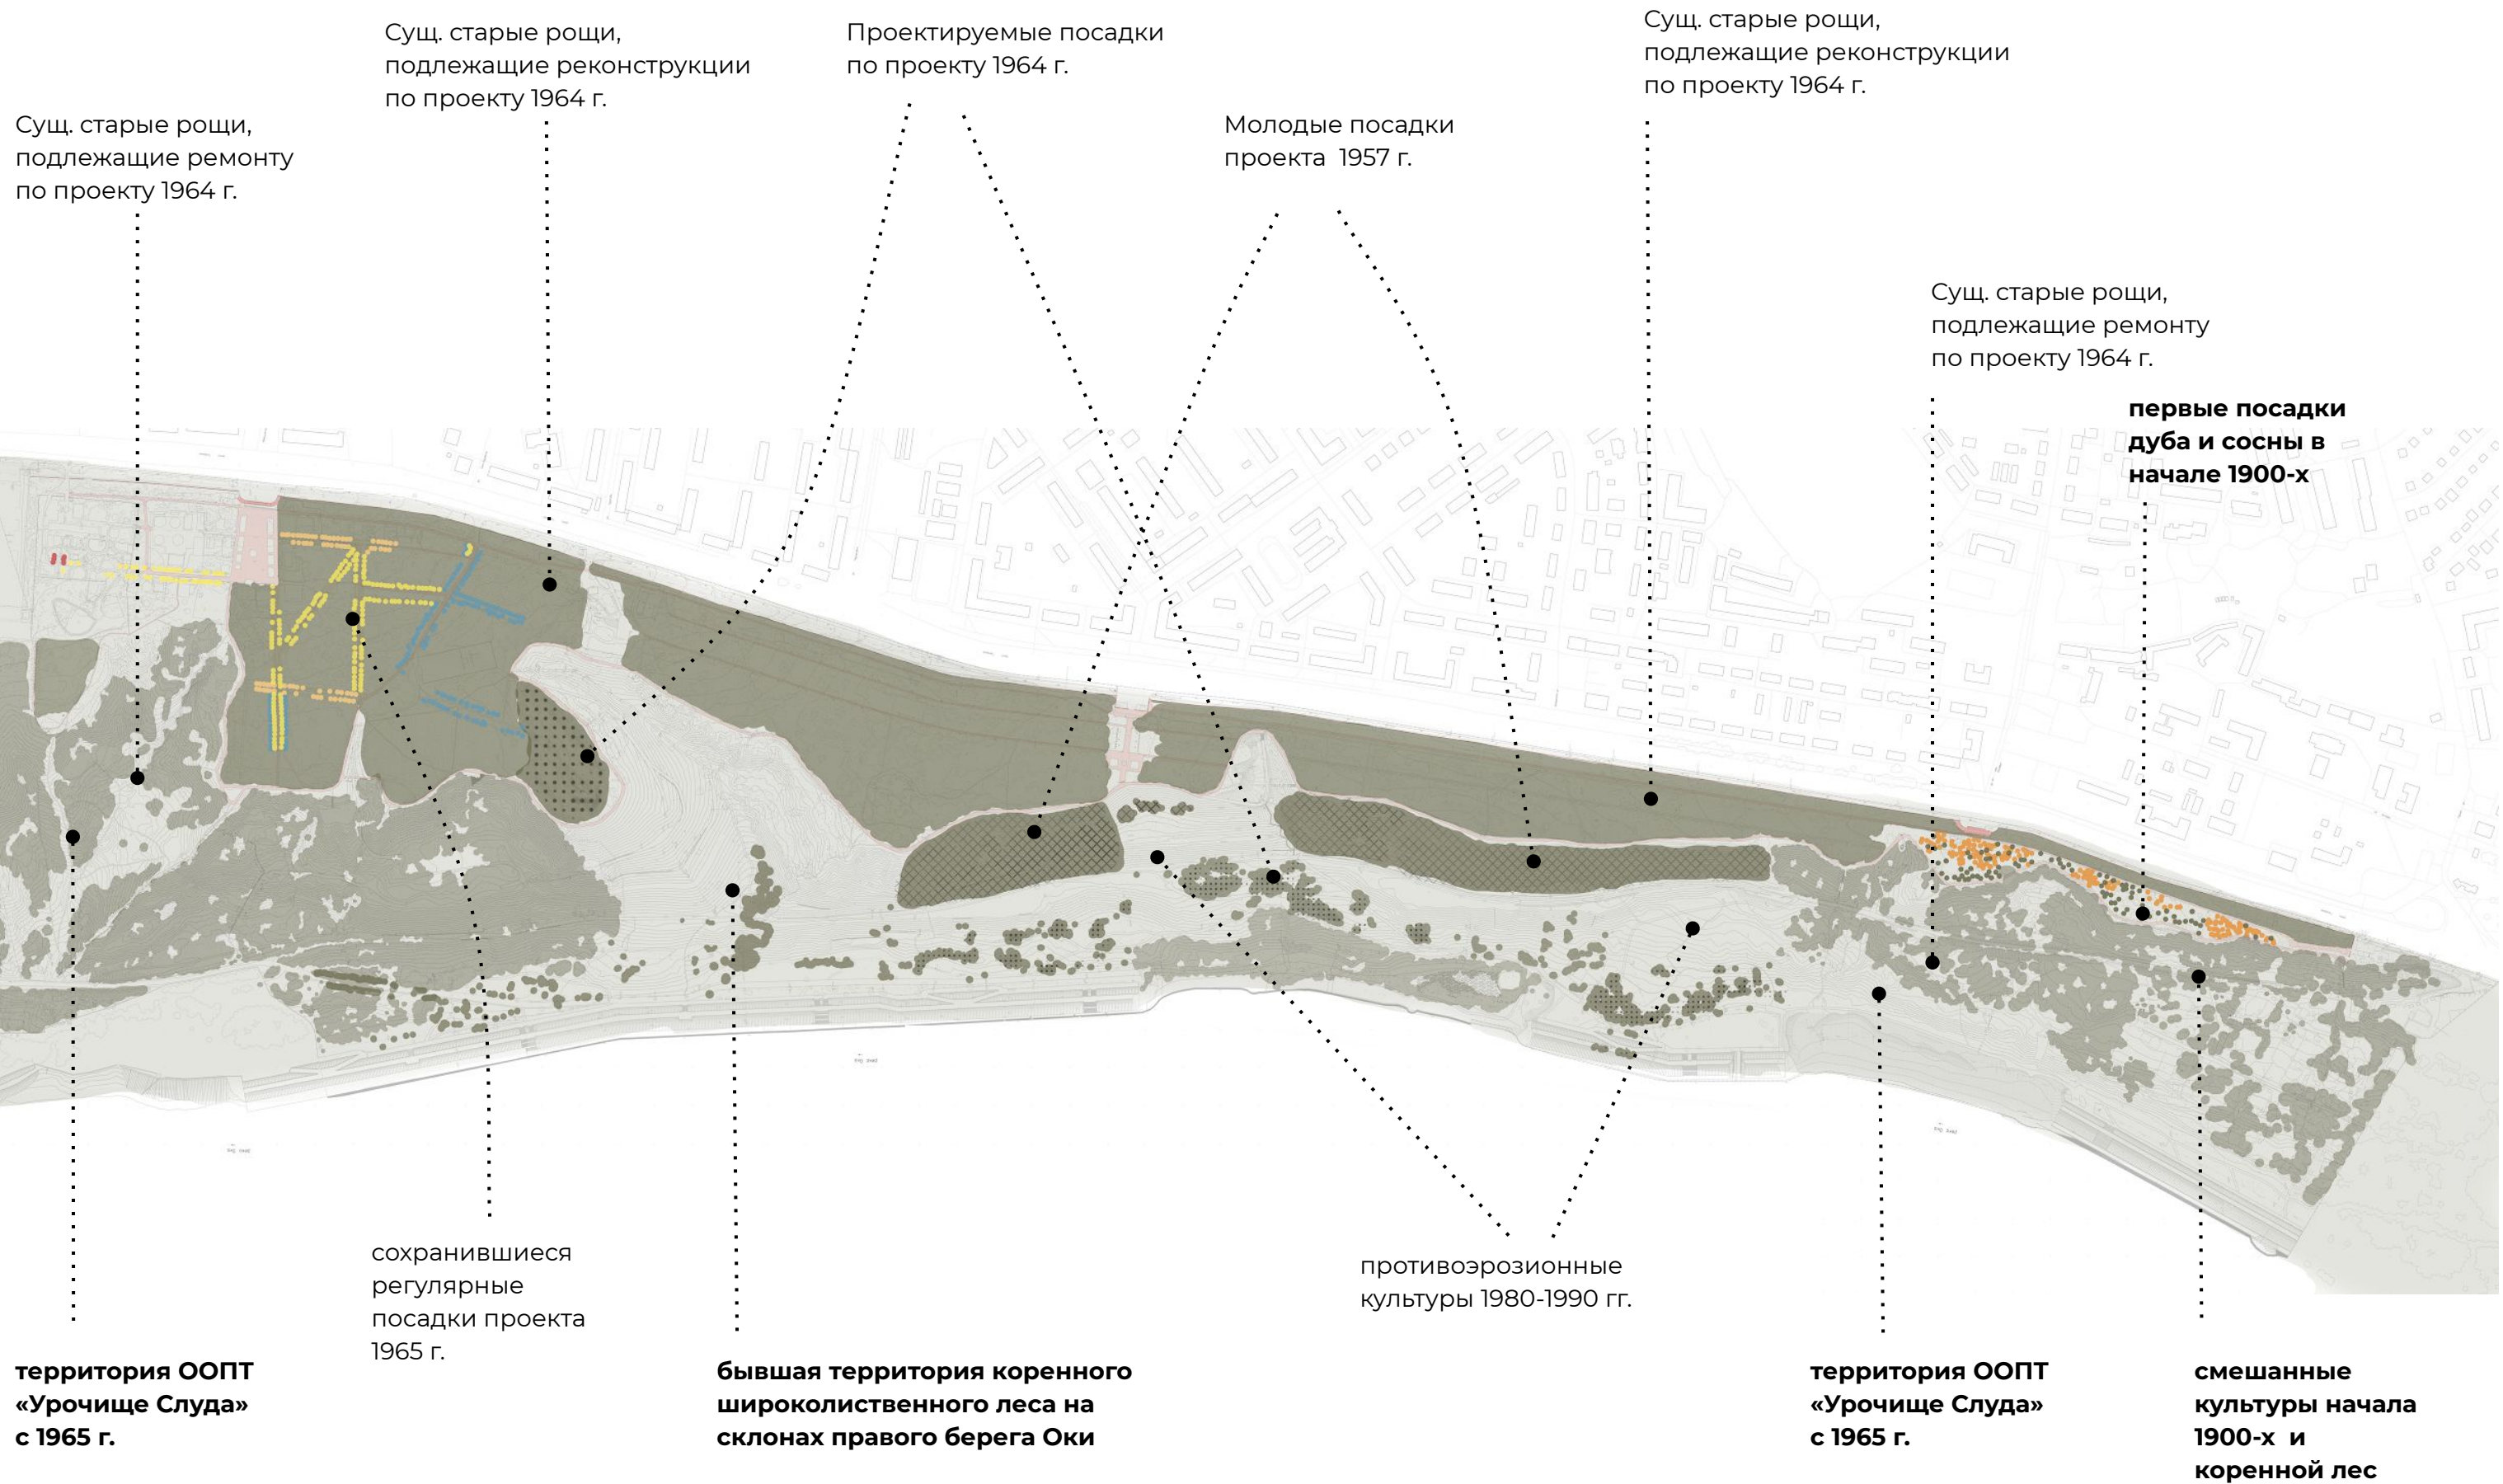 Сущ. старые рощи,
подлежащие ремонту
по проекту 1964 г.
Сущ. старые рощи,
подлежащие реконструкции
по проекту 1964 г.
Проектируемые посадки
по проекту 1964 г.
Молодые посадки
проекта  1957 г.
Сущ. старые рощи,
подлежащие реконструкции
по проекту 1964 г.
Сущ. старые рощи,
подлежащие ремонту
по проекту 1964 г.
первые посадки
дуба и сосны в
начале 1900-х
территория ООПТ
«Урочище Слуда»
с 1965 г.
сохранившиеся
регулярные
посадки проекта
1965 г.
бывшая территория коренного
широколиственного леса на
склонах правого берега Оки
противоэрозионные
культуры 1980-1990 гг.
территория ООПТ
«Урочище Слуда»
с 1965 г.
смешанные
культуры начала
1900-х  и
коренной лес